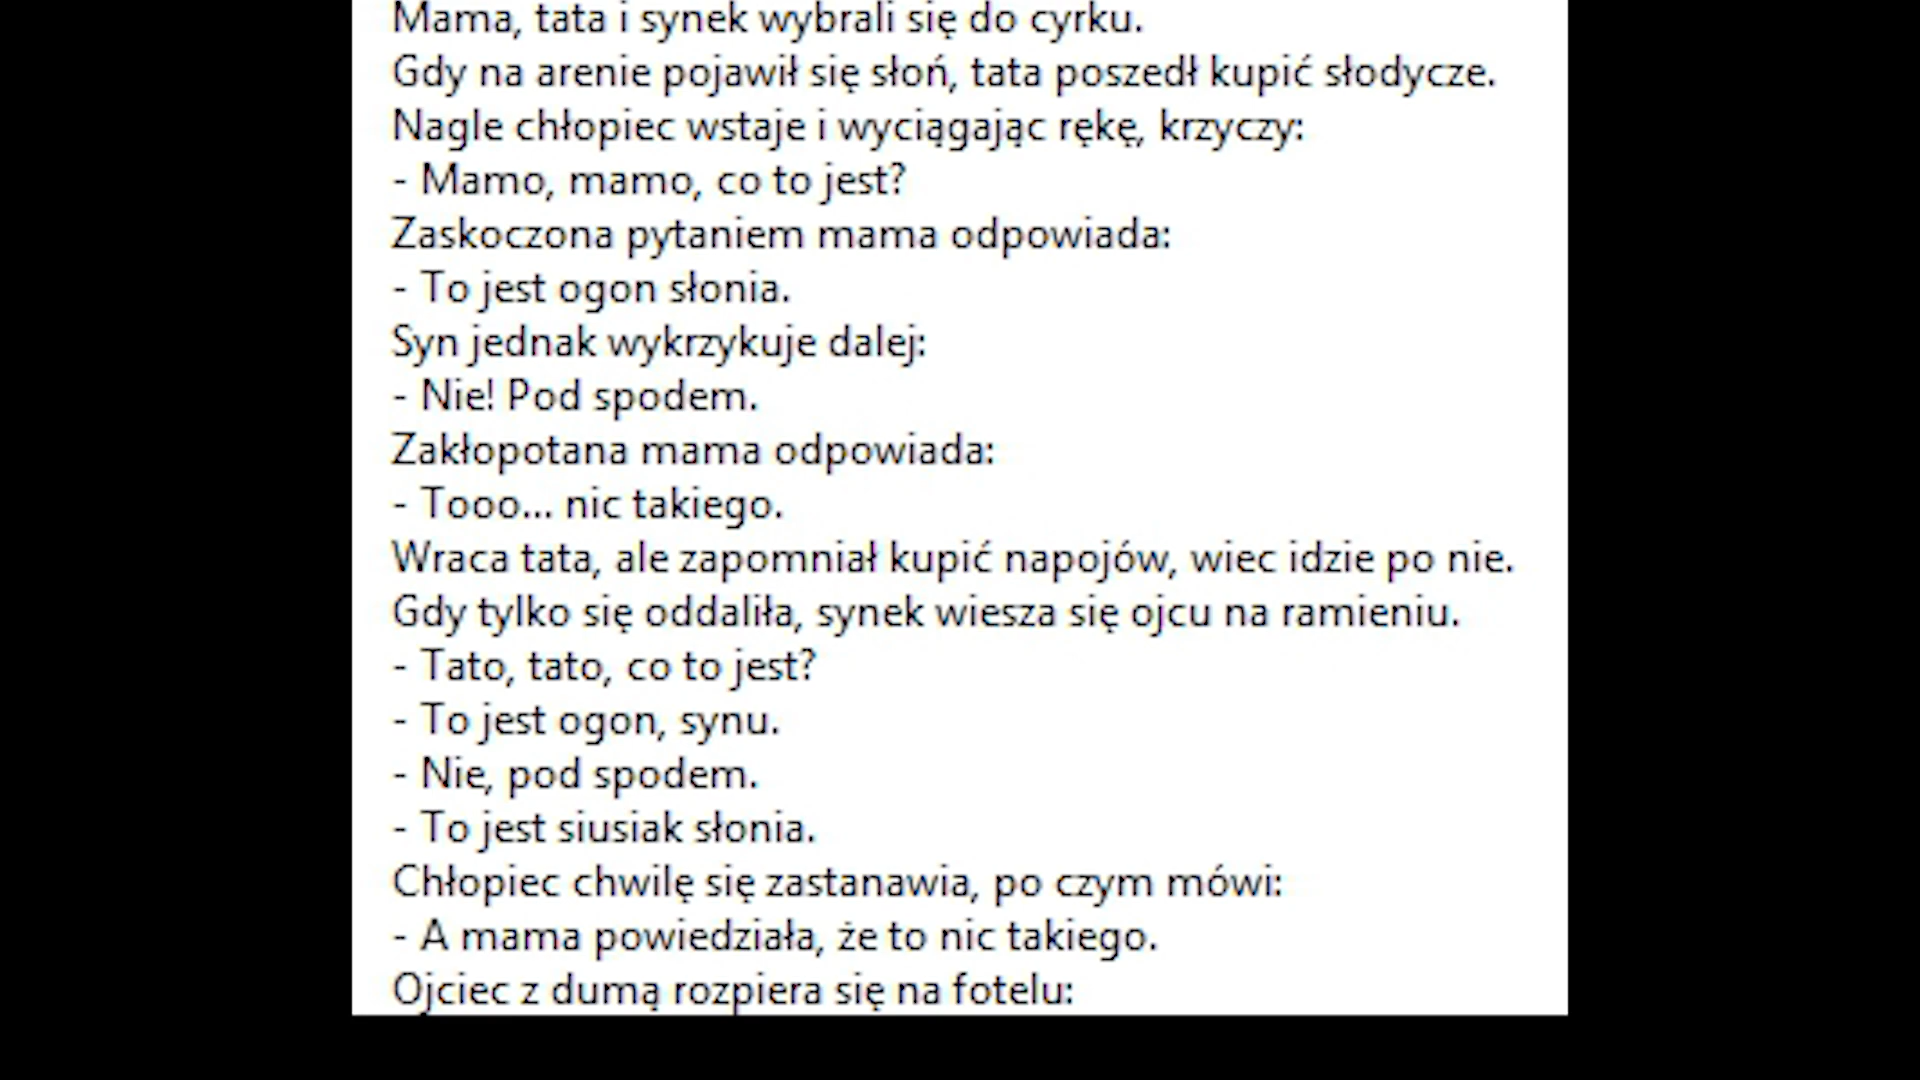 Mama, tata i synek wybrali się do cyrku.
Gdy na arenie pojawił się słoń, tata poszedł kupić słodycze.
Nagle chłopiec wstaje i wyciągając rękę, krzyczy:
- Mamo, mamo, co to jest?
Zaskoczona pytaniem mama odpowiada:
- To jest ogon słonia.
Syn jednak wykrzykuje dalej:
- Nie! Pod spodem.
Zakłopotana mama odpowiada:
- Tooo... nic takiego.
Wraca tata, ale zapomniał kupić napojów, wiec idzie po nie.
Gdy tylko się oddaliła, synek wiesza się ojcu na ramieniu.
- Tato, tato, co to jest?
- To jest ogon, synu.
- Nie, pod spodem.
- To jest siusiak słonia.
Chłopiec chwilę się zastanawia, po czym mówi:
- A mama powiedziała, że to nic takiego.
Ojciec z dumą rozpiera się na fotelu: